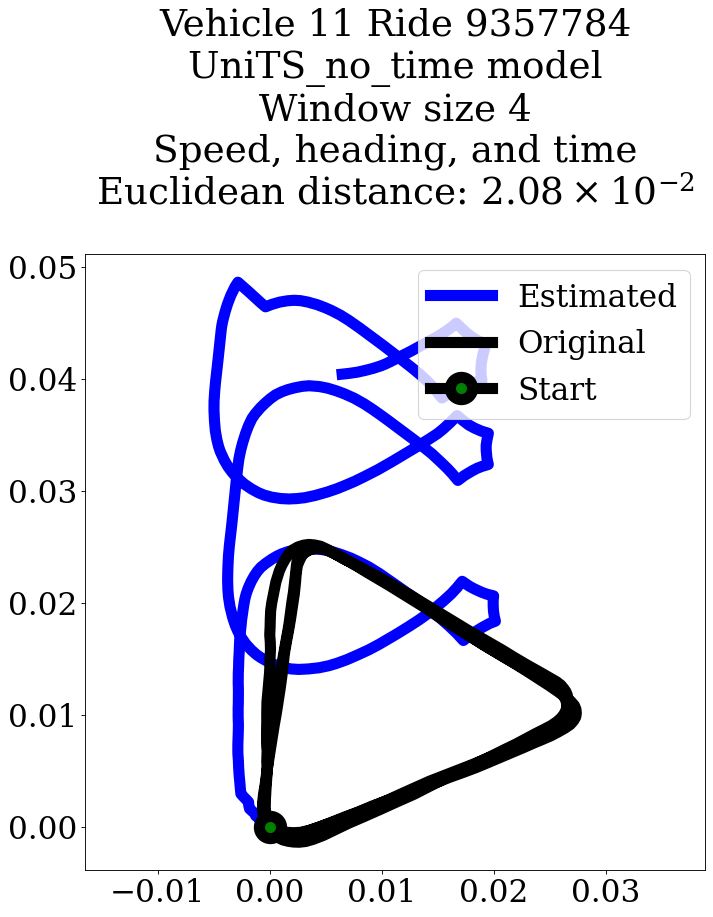 Vehicle 11 Ride 9357784
UniTS_no_time model
Window size 4
Speed, heading, and time
Euclidean distance: 2.08 × 10⁻²
Estimated
Original
Start
0.05
0.04
0.03
0.02
0.01
0.00
−0.01 0.00 0.01 0.02 0.03